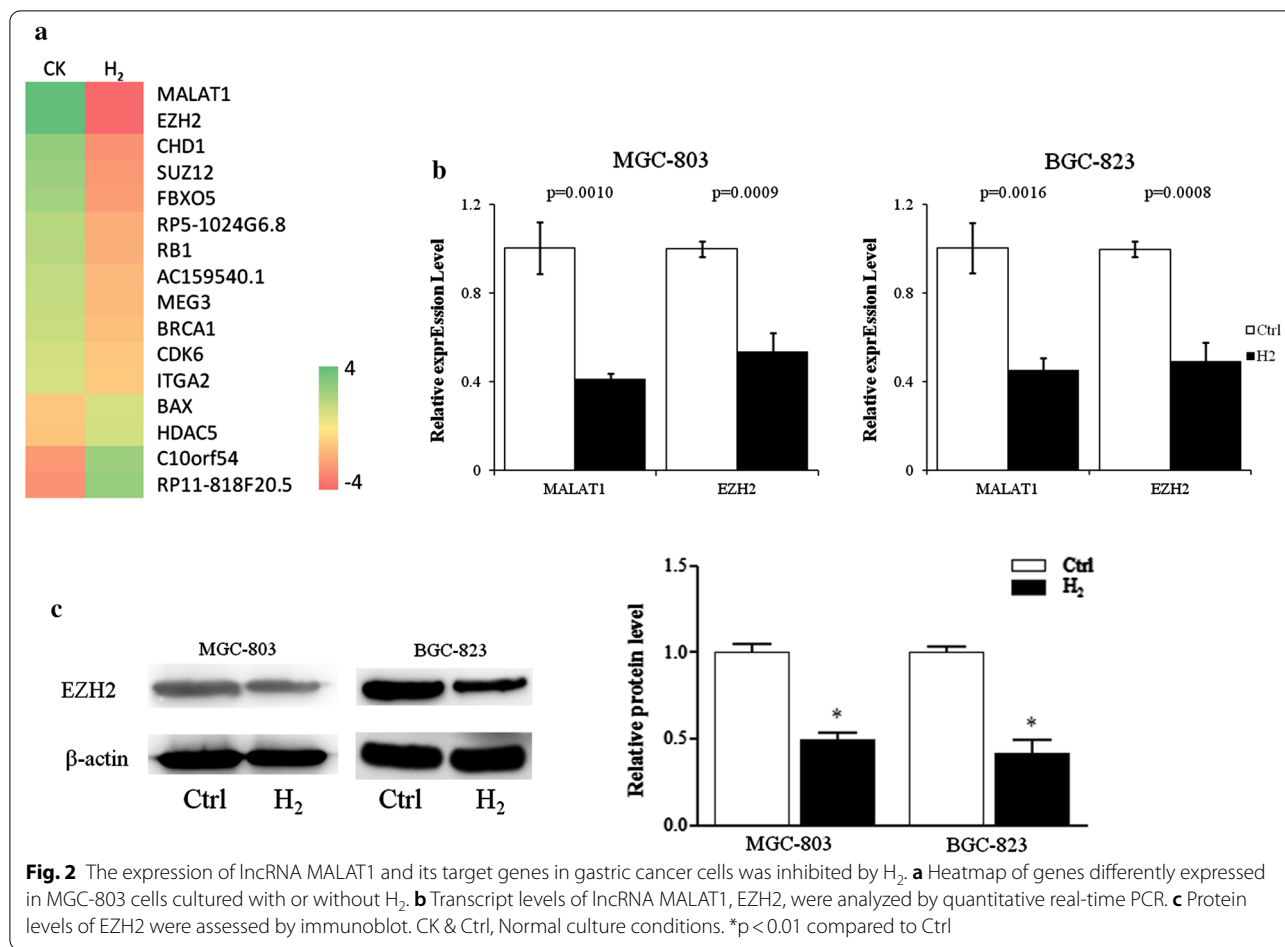 a
CK H₂
MALAT1
EZH2
CHD1
SUZ12
FBXO5
RP5-1024G6.8
RB1
AC159540.1
MEG3
BRCA1
CDK6
ITGA2
BAX
HDAC5
C10orf54
RP11-818F20.5
4
-4
b
MGC-803
p=0.0010 p=0.0009
Relative exprEssion Level
1.2
0.8
0.4
0
MALAT1 EZH2
BGC-823
p=0.0016 p=0.0008
Relative exprEssion Level
1.2
0.8
0.4
0
MALAT1 EZH2
Ctrl
H2
c
MGC-803 BGC-823
EZH2
β-actin
Ctrl H₂ Ctrl H₂
Relative protein level
1.5
1.0
0.5
0.0
Ctrl
H₂
* *
MGC-803 BGC-823
Fig. 2 The expression of lncRNA MALAT1 and its target genes in gastric cancer cells was inhibited by H₂. a Heatmap of genes differently expressed
in MGC-803 cells cultured with or without H₂. b Transcript levels of lncRNA MALAT1, EZH2, were analyzed by quantitative real-time PCR. c Protein
levels of EZH2 were assessed by immunoblot. CK & Ctrl, Normal culture conditions. *p < 0.01 compared to Ctrl